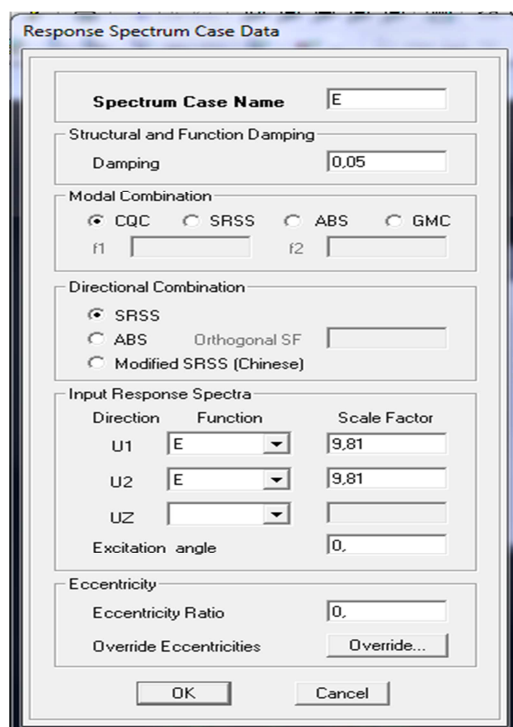 Response Spectrum Case Data
Spectrum Case Name E
Structural and Function Damping
Damping 0,05
Modal Combination
CQC SRSS ABS GMC
f1 f2
Directional Combination
SRSS
ABS Orthogonal SF
Modified SRSS (Chinese)
Input Response Spectra
Direction Function Scale Factor
U1 E 9,81
U2 E 9,81
UZ
Excitation angle 0,
Eccentricity
Eccentricity Ratio 0,
Override Eccentricities Override...
OK Cancel